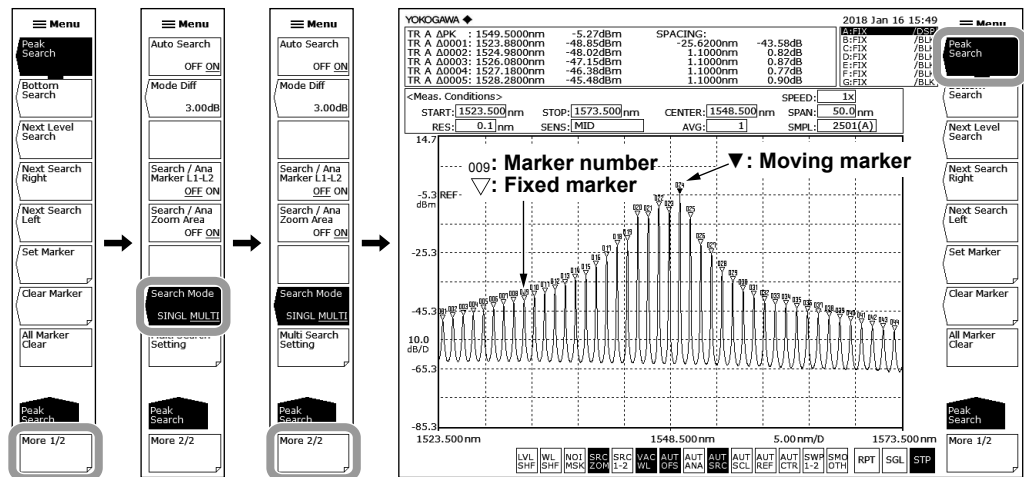 Menu
Peak
Search
Bottom
Search
Next Level
Search
Next Search
Right
Next Search
Left
Set Marker
Clear Marker
All Marker
Clear
Peak
Search
More 1/2
Menu
Auto Search
OFF ON
Mode Diff
3.00dB
Search / Ana
Marker L1-L2
OFF ON
Search / Ana
Zoom Area
OFF ON
Search Mode
SINGL MULTI
Multi Search
Setting
Peak
Search
More 2/2
Menu
Auto Search
OFF ON
Mode Diff
3.00dB
Search / Ana
Marker L1-L2
OFF ON
Search / Ana
Zoom Area
OFF ON
Search Mode
SINGL MULTI
Multi Search
Setting
Peak
Search
More 2/2
YOKOGAWA ◆
2018 Jan 16 15:49
TR A ΔPK : 1549.5000nm -5.27dBm SPACING:
TR A Δ0001: 1523.8800nm -48.85dBm -25.6200nm -43.58dB
TR A Δ0002: 1524.9800nm -48.02dBm 1.1000nm 0.82dB
TR A Δ0003: 1526.0800nm -47.15dBm 1.1000nm 0.87dB
TR A Δ0004: 1527.1800nm -46.38dBm 1.1000nm 0.77dB
TR A Δ0005: 1528.2800nm -45.48dBm 1.1000nm 0.90dB
A:FIX /DSP
B:FIX /BLK
C:FIX /BLK
D:FIX /BLK
E:FIX /BLK
F:FIX /BLK
G:FIX /BLK
<Meas. Conditions>
SPEED: 1x
START: 1523.500 nm STOP: 1573.500 nm CENTER: 1548.500 nm SPAN: 50.0 nm
RES: 0.1 nm SENS: MID AVG: 1 SMPL: 2501(A)
14.7
009: Marker number
▽: Fixed marker
▼: Moving marker
-5.3 REF
dBm
-25.3
-45.3
10.0
dB/D
-65.3
-85.3
1523.500nm 1548.500nm 5.00nm/D 1573.500nm
LVL SHF
WL SHF
NOI MSK
SRC ZOM
SRC 1-2
VAC WL
AUT OFS
AUT ANA
AUT SRC
AUT SCL
AUT REF
AUT CTR
SWP 1-2
SMO OTH
RPT
SGL
STP
Menu
Peak
Search
Bottom
Search
Next Level
Search
Next Search
Right
Next Search
Left
Set Marker
Clear Marker
All Marker
Clear
Peak
Search
More 1/2